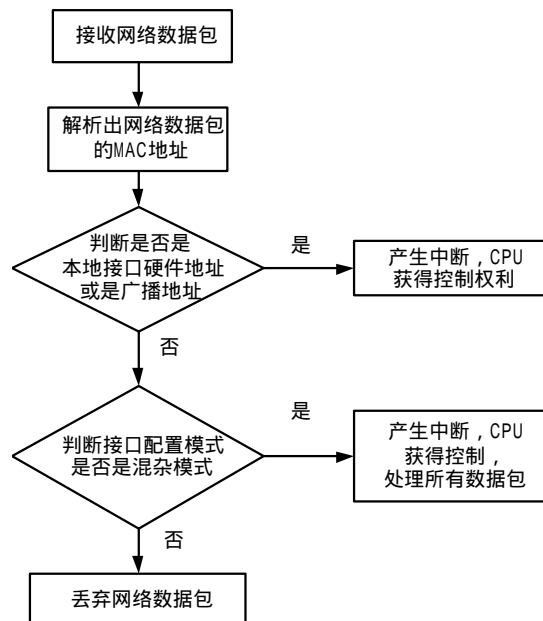 接收网络数据包
解析出网络数据包
的MAC地址
判断是否是
本地接口硬件地址
或是广播地址
是
产生中断，CPU
获得控制权利
否
判断接口配置模式
是否是混杂模式
是
产生中断，CPU
获得控制，
处理所有数据包
否
丢弃网络数据包